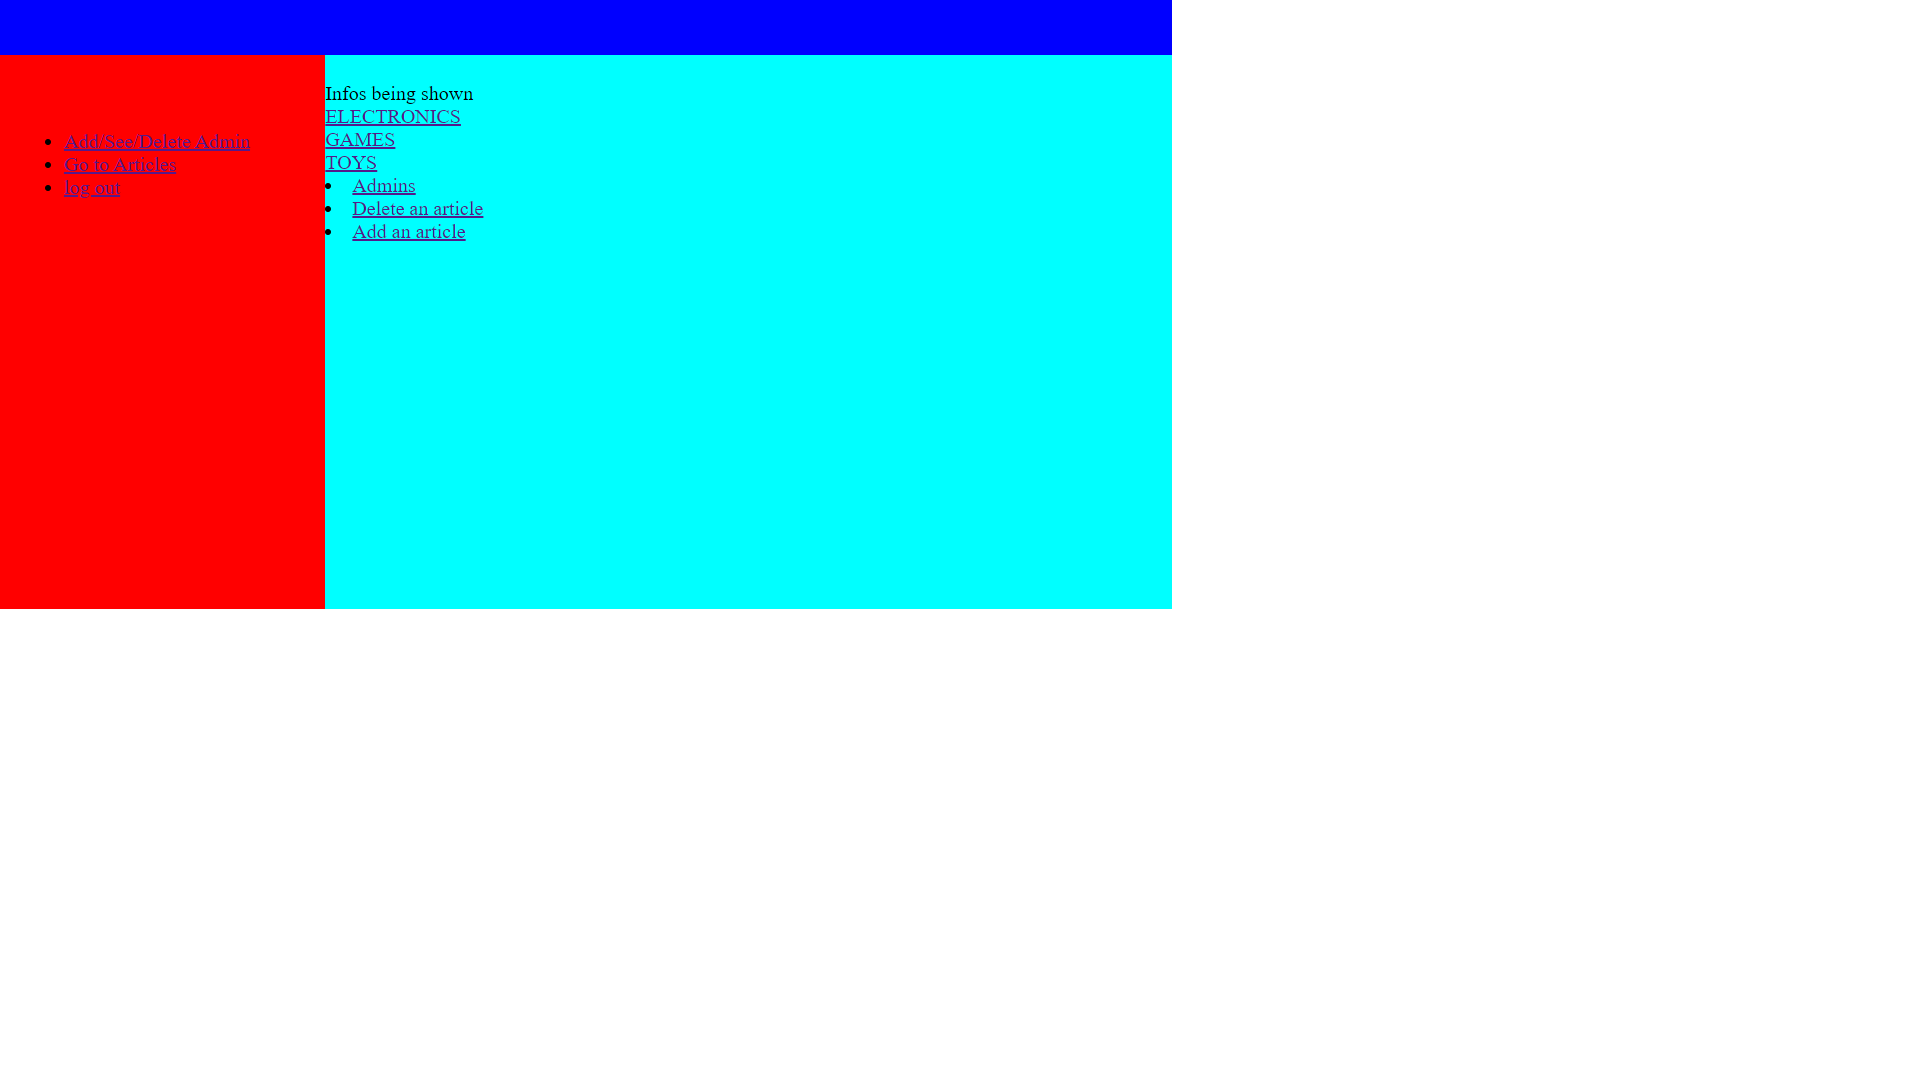 Add/See/Delete Admin
Go to Articles
log out
Infos being shown
ELECTRONICS
GAMES
TOYS
Admins
Delete an article
Add an article